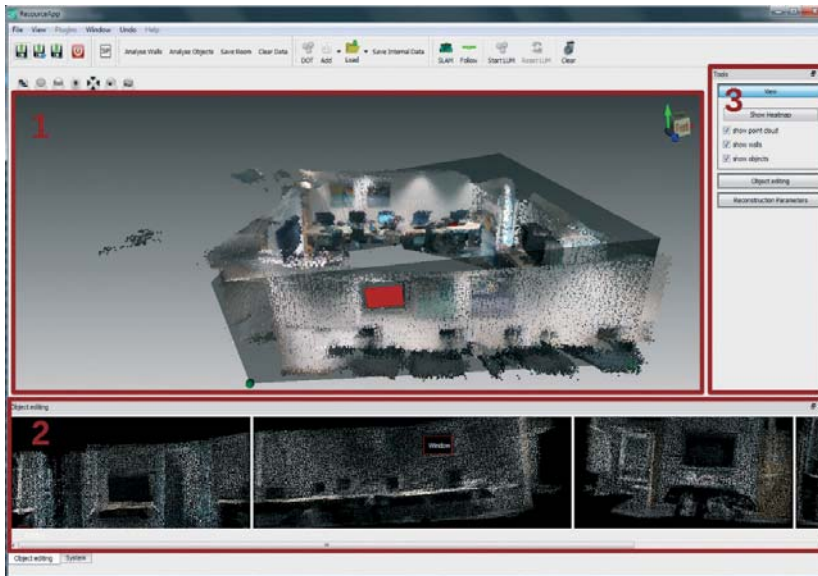 ResourceApp
File View Plugins Window Undo Help
Analyse Walls Analyse Objects Save Room Clear Data DOT Add Load Save Internal Data SLAM Follow Start LUM Reset LUM Clear
1
Tools
3
View
Show Heatmap
show point cloud
show walls
show objects
Object editing
Reconstruction Parameters
Object editing
2
Window
Object editing System